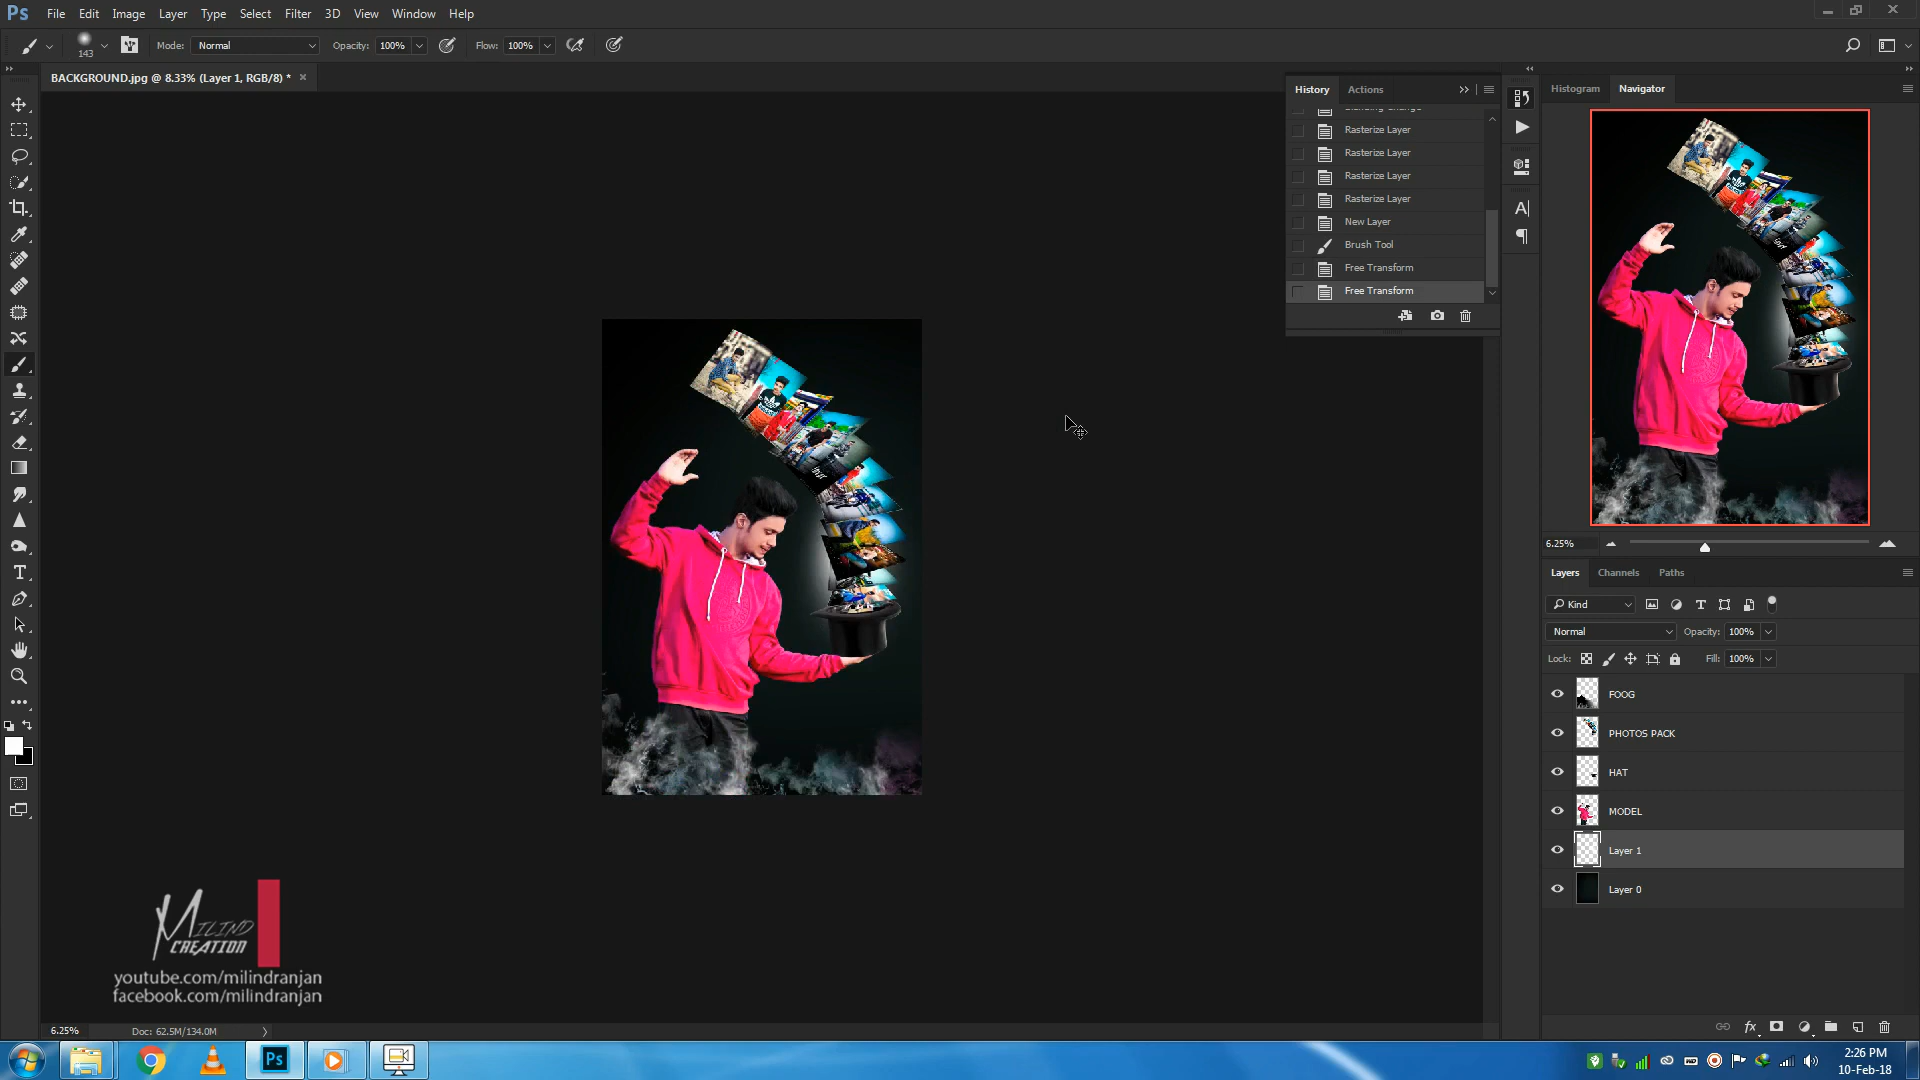 Ps File Edit Image Layer Type Select Filter 3D View Window Help
143 Mode: Normal Opacity: 100% Flow: 100%
BACKGROUND.jpg @ 8.33% (Layer 1, RGB/8) * ×
History Actions
Rasterize Layer
Rasterize Layer
Rasterize Layer
Rasterize Layer
New Layer
Brush Tool
Free Transform
Free Transform
Histogram Navigator
6.25%
Layers Channels Paths
Kind
Normal Opacity: 100%
Lock: Fill: 100%
FOOG
PHOTOS PACK
HAT
MODEL
Layer 1
Layer 0
MILIND
CREATION
youtube.com/milindranjan
facebook.com/milindranjan
6.25% Doc: 62.5M/134.0M
Ps
2:26 PM
10-Feb-18